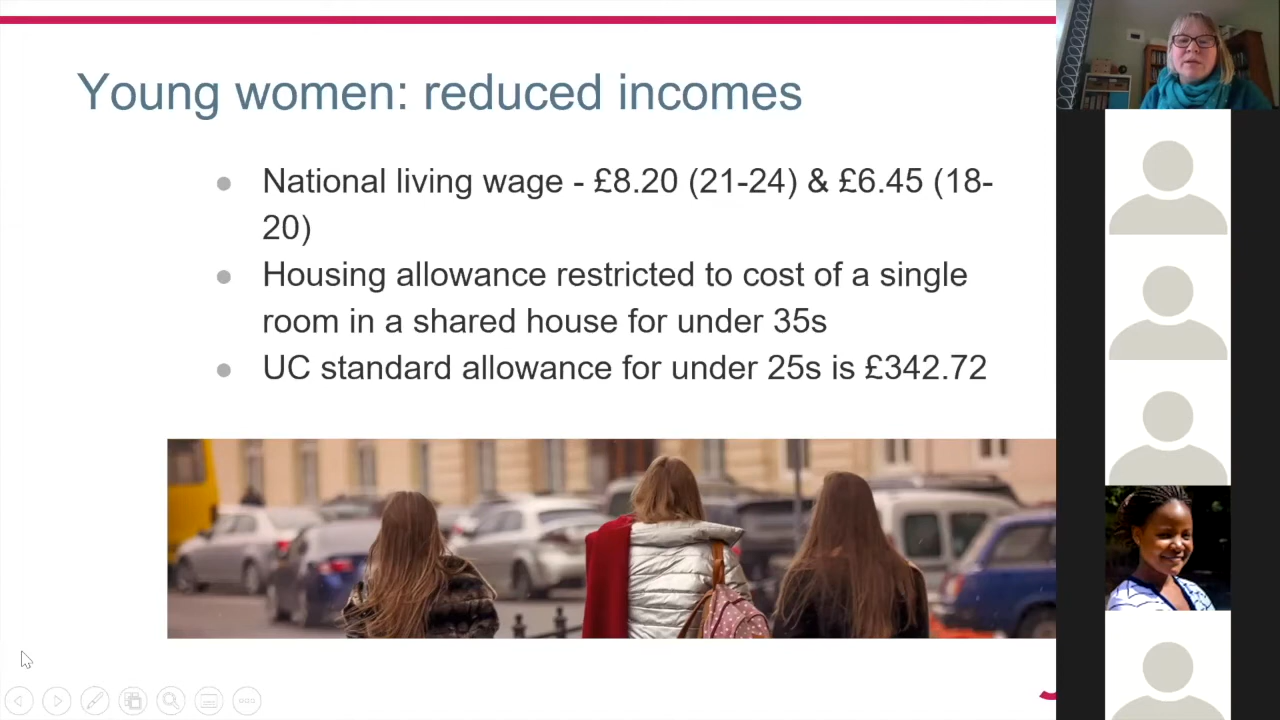 Young women: reduced incomes
● National living wage - £8.20 (21-24) & £6.45 (18-
20)
● Housing allowance restricted to cost of a single
room in a shared house for under 35s
● UC standard allowance for under 25s is £342.72